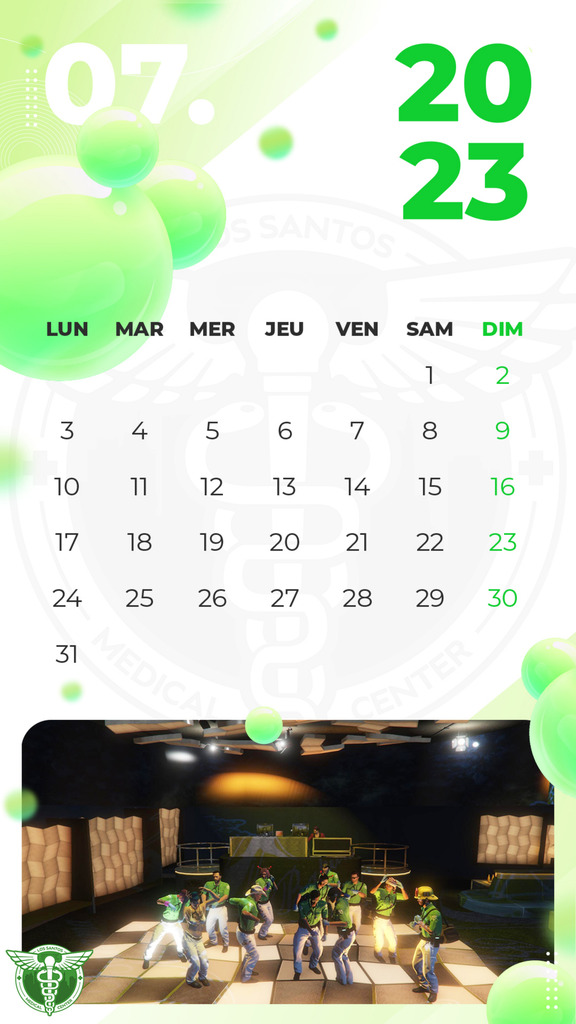 07.
20
23
LOS SANTOS
LUN MAR MER JEU VEN SAM DIM
1 2
3 4 5 6 7 8 9
10 11 12 13 14 15 16
17 18 19 20 21 22 23
24 25 26 27 28 29 30
31
MEDICAL CENTER
LOS SANTOS
MEDICAL CENTER